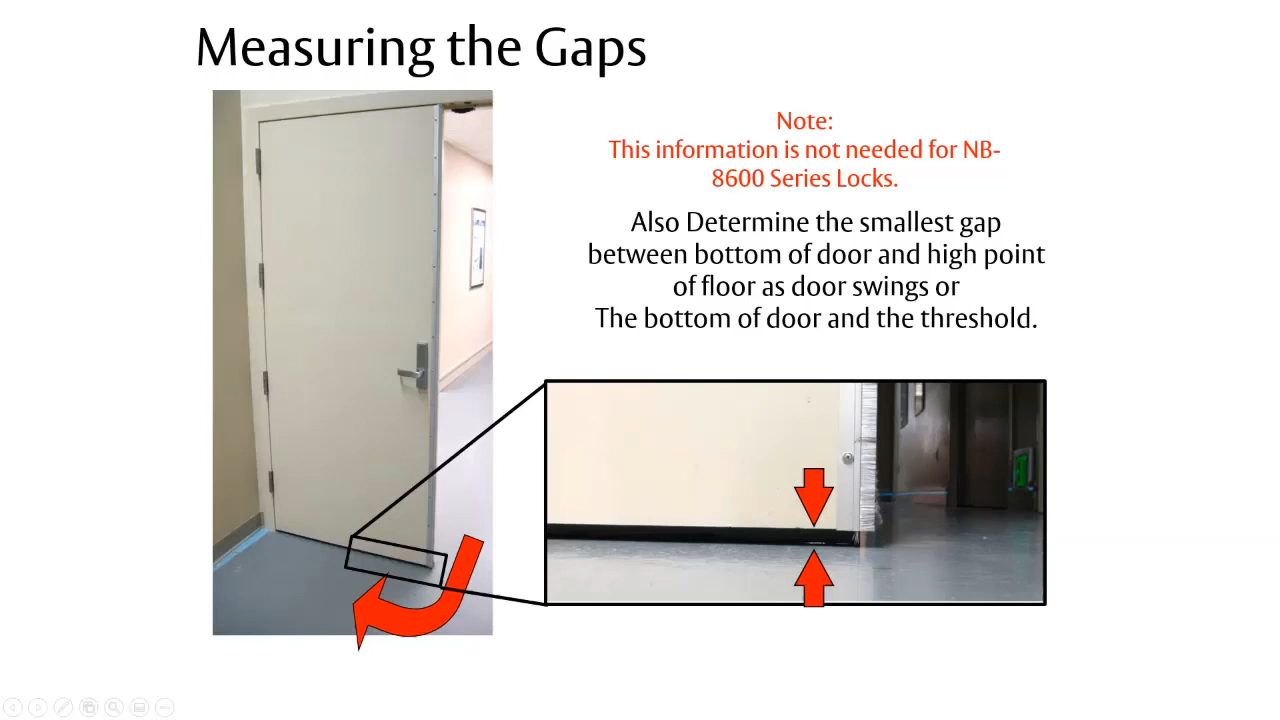 Measuring the Gaps
Note:
This information is not needed for NB-
8600 Series Locks.
Also Determine the smallest gap
between bottom of door and high point
of floor as door swings or
The bottom of door and the threshold.